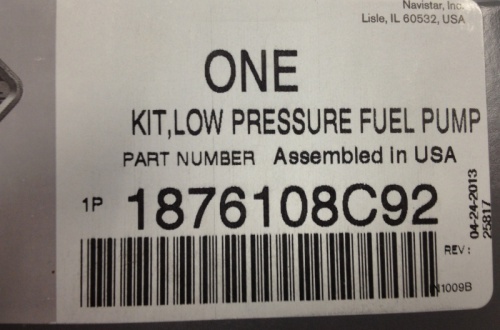 Navistar, Inc.
Lisle, IL 60532, USA
ONE
KIT,LOW PRESSURE FUEL PUMP
PART NUMBER Assembled in USA
1P 1876108C92
04-24-2013
25817
REV: